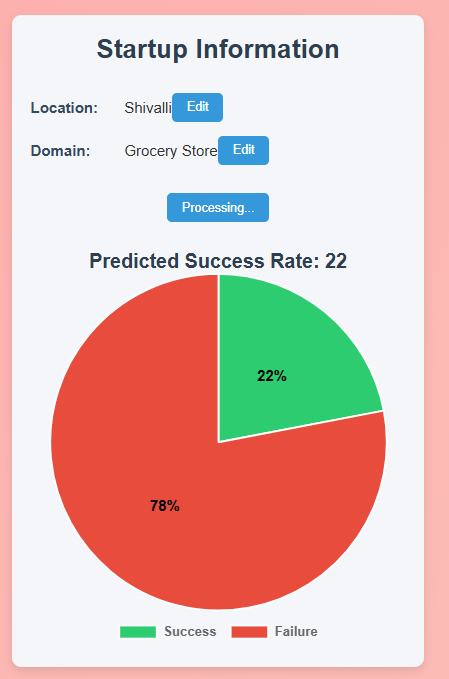 Startup Information
Location: Shivalli Edit
Domain: Grocery Store Edit
Processing...
Predicted Success Rate: 22
22%
78%
Success Failure